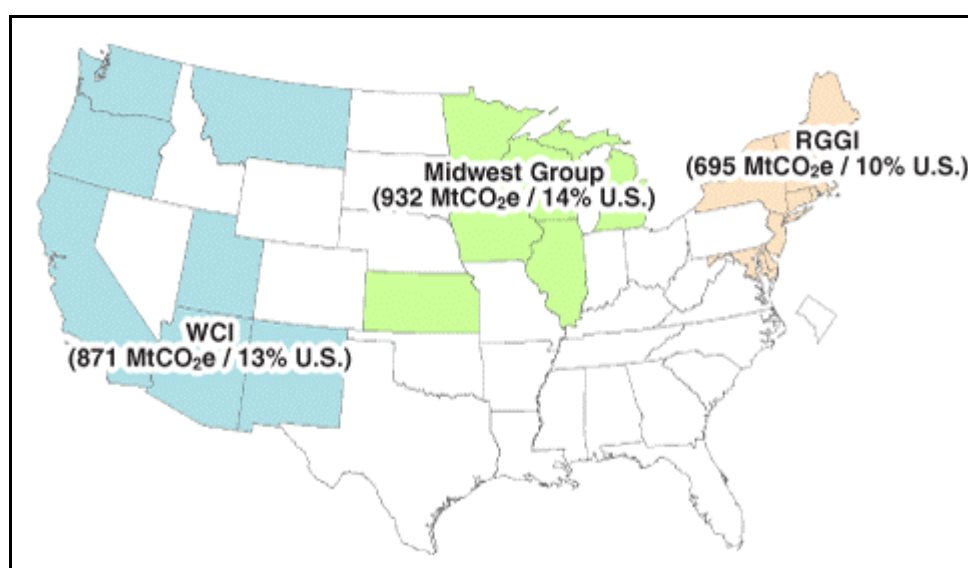 RGGI
(695 MtCO₂e / 10% U.S.)
Midwest Group
(932 MtCO₂e / 14% U.S.)
WCI
(871 MtCO₂e / 13% U.S.)